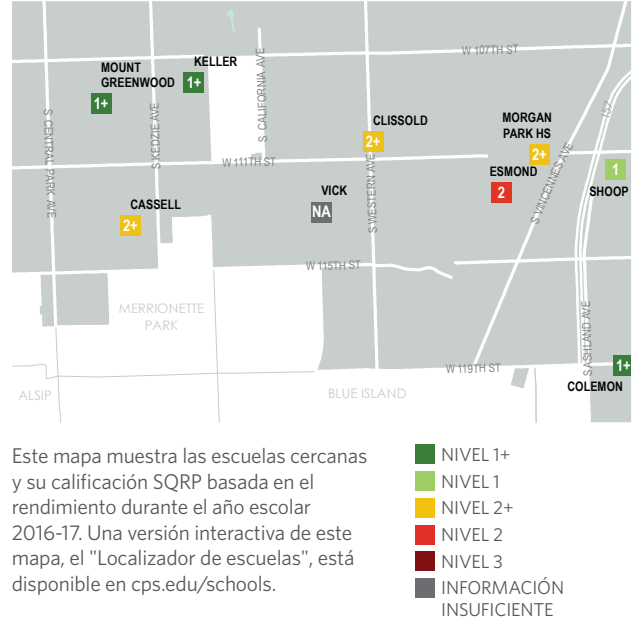 W 107TH ST
KELLER
MOUNT
GREENWOOD
1+
1+
S CENTRAL PARK AVE
S KEDZIE AVE
S CALIFORNIA AVE
CLISSOLD
2+
S WESTERN AVE
MORGAN
PARK HS
2+
I57
W 111TH ST
ESMOND
2
S VINCENNES AVE
1
SHOOP
CASSELL
2+
VICK
NA
W 115TH ST
MERRIONETTE
PARK
S ASHLAND AVE
W 119TH ST
1+
COLEMON
ALSIP
BLUE ISLAND
Este mapa muestra las escuelas cercanas
y su calificación SQRP basada en el
rendimiento durante el año escolar
2016-17. Una versión interactiva de este
mapa, el "Localizador de escuelas", está
disponible en cps.edu/schools.
NIVEL 1+
NIVEL 1
NIVEL 2+
NIVEL 2
NIVEL 3
INFORMACIÓN
INSUFICIENTE